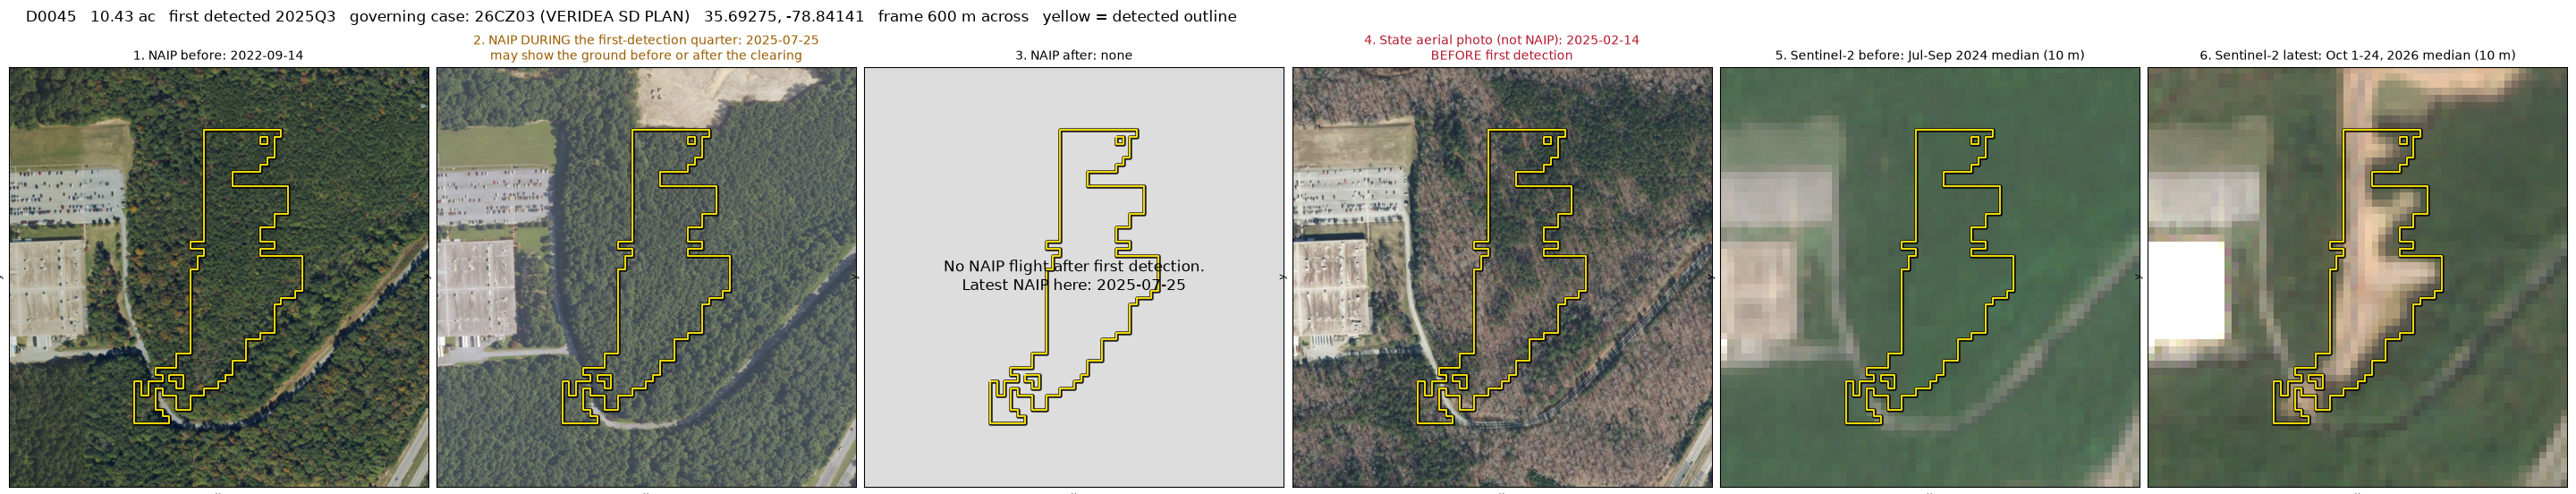 D0045   10.43 ac   first detected 2025Q3   governing case: 26CZ03 (VERIDEA SD PLAN)   35.69275, -78.84141   frame 600 m across   yellow = detected outline
1. NAIP before: 2022-09-14
2. NAIP DURING the first-detection quarter: 2025-07-25
may show the ground before or after the clearing
3. NAIP after: none
4. State aerial photo (not NAIP): 2025-02-14
BEFORE first detection
5. Sentinel-2 before: Jul-Sep 2024 median (10 m)
6. Sentinel-2 latest: Oct 1-24, 2026 median (10 m)
No NAIP flight after first detection.
Latest NAIP here: 2025-07-25